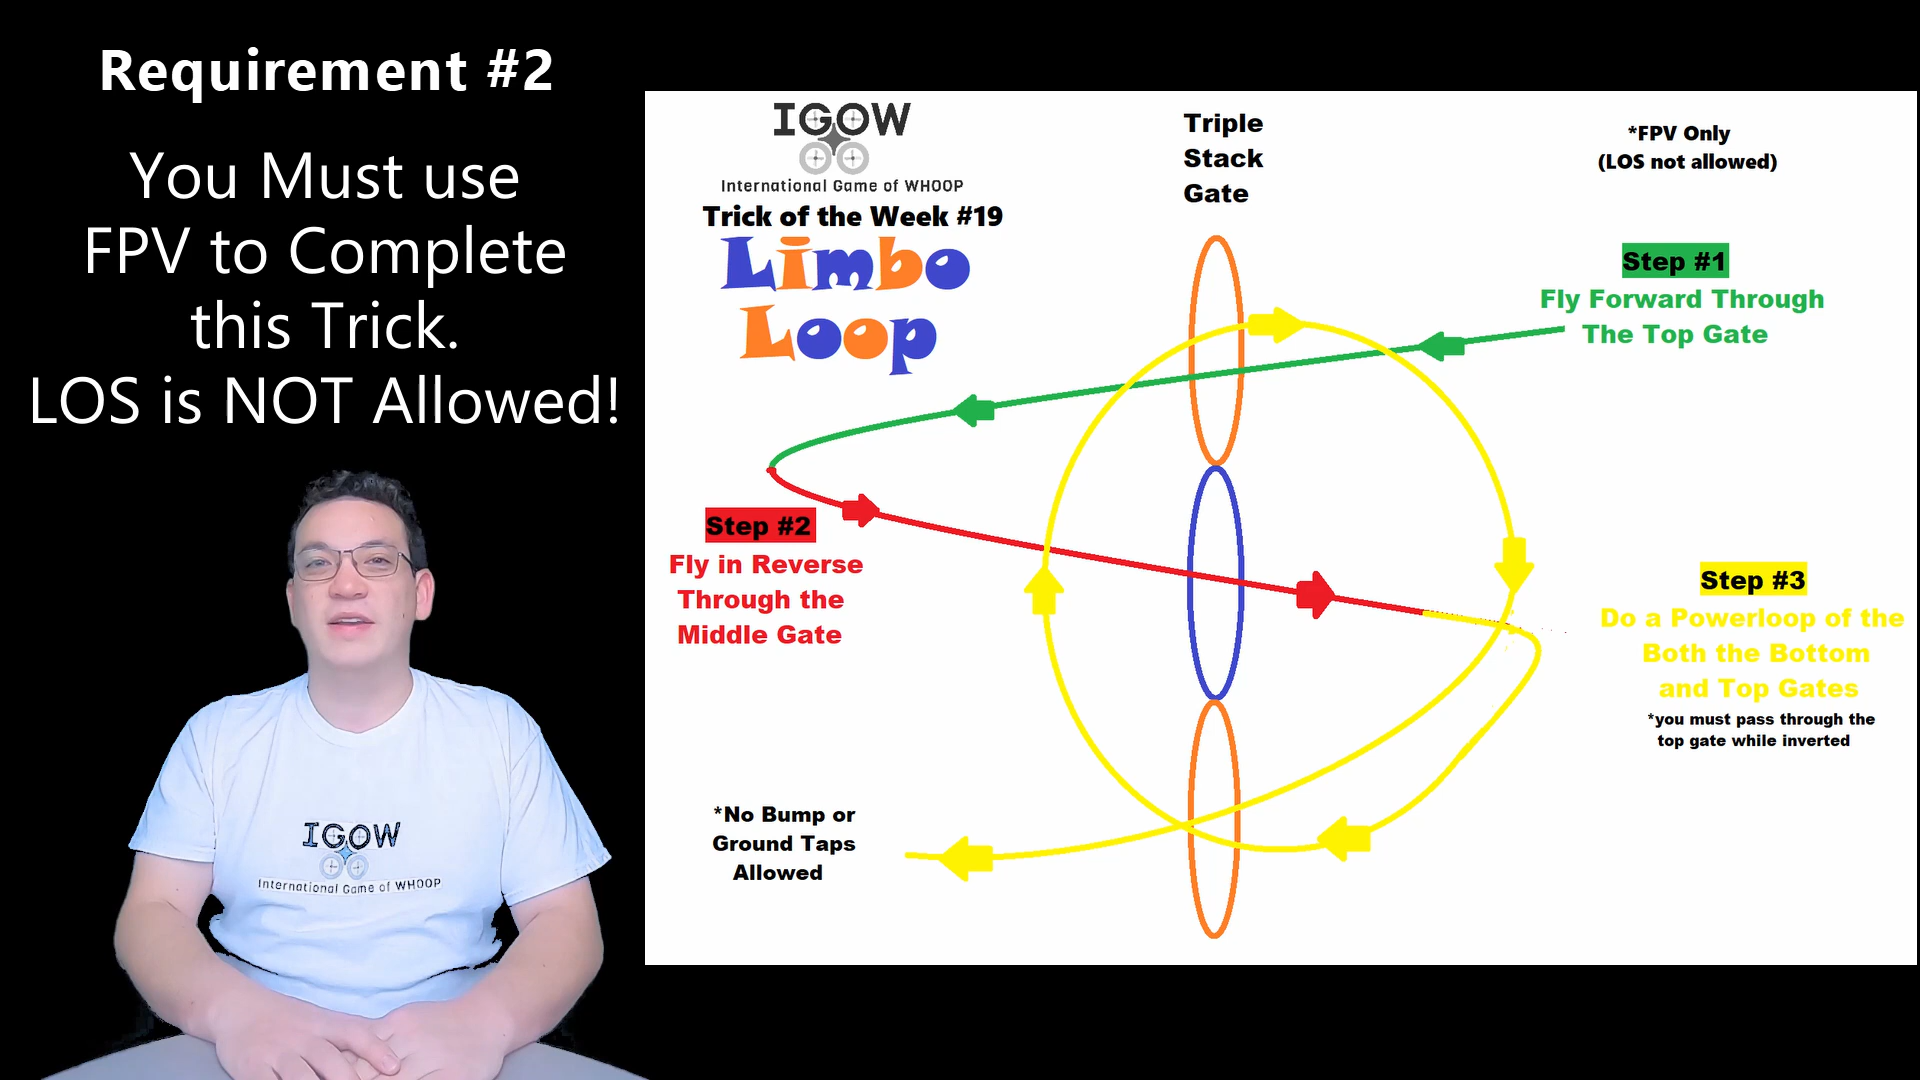 Requirement #2
You Must use
FPV to Complete
this Trick.
LOS is NOT Allowed!
IGOW
International Game of WHOOP
Trick of the Week #19
Limbo
Loop
Triple
Stack
Gate
*FPV Only
(LOS not allowed)
Step #1
Fly Forward Through
The Top Gate
Step #2
Fly in Reverse
Through the
Middle Gate
Step #3
Do a Powerloop of the
Both the Bottom
and Top Gates
*you must pass through the
top gate while inverted
*No Bump or
Ground Taps
Allowed
IGOW
International Game of WHOOP